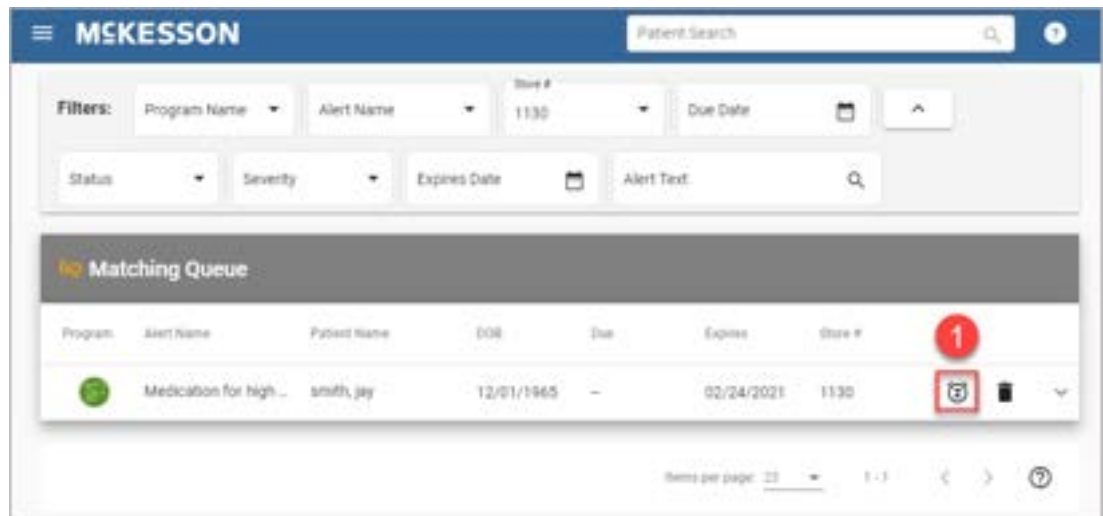 MCKESSON Patient Search
Store #
Filters: Program Name Alert Name 1130 Due Date
Status Severity Expires Date Alert Text
Matching Queue
Program Alert Name Patient Name DOB Due Expires Store #
1
Medication for high ... smith, jay 12/01/1965 -- 02/24/2021 1130
Items per page: 25 1 - 1